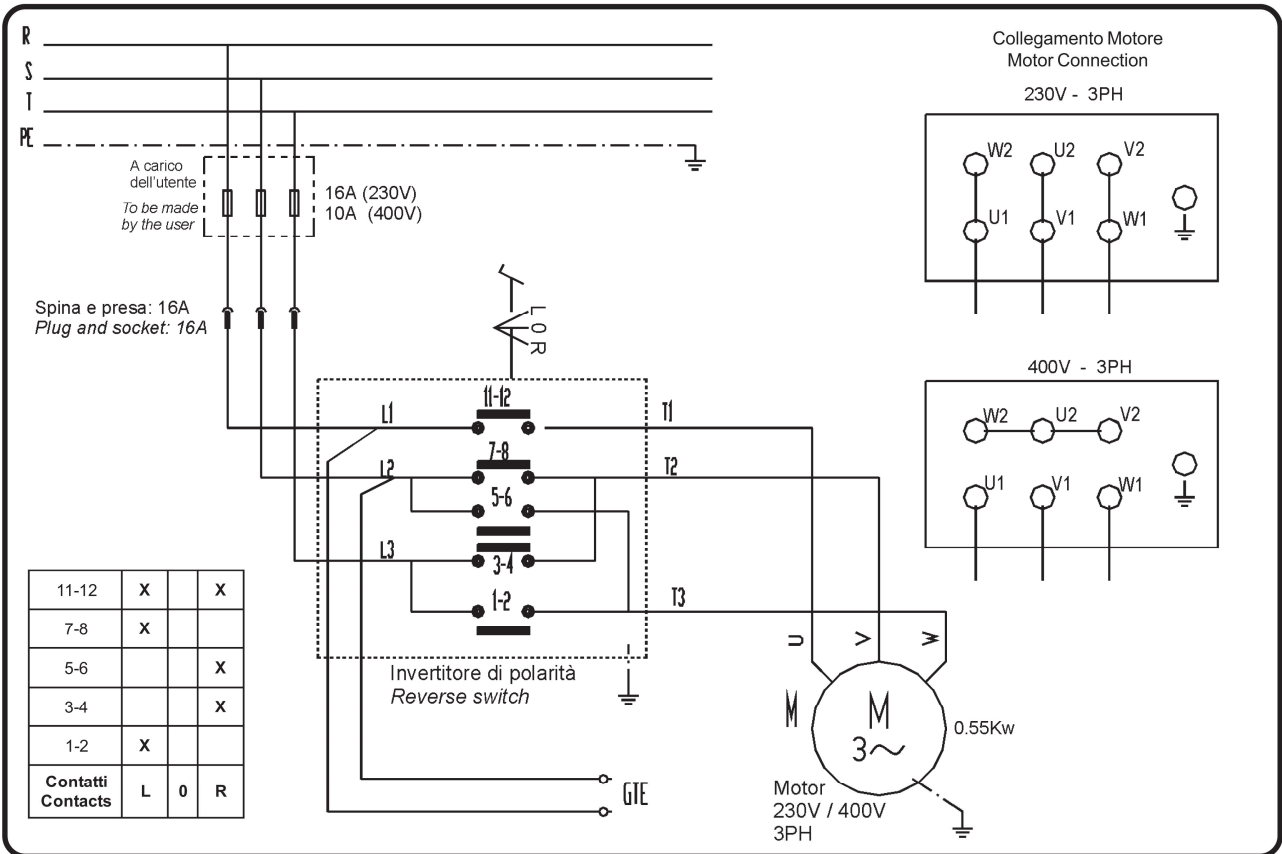 R
S
T
PE
A carico
dell'utente
To be made
by the user
16A (230V)
10A (400V)
Spina e presa: 16A
Plug and socket: 16A
L 0 R
11-12
L1
T1
7-8
L2
T2
5-6
L3
3-4
1-2
T3
Invertitore di polarità
Reverse switch
U V W
M
M
3~
0.55Kw
Motor
230V / 400V
3PH
GTE
11-12 X X
7-8 X
5-6 X
3-4 X
1-2 X
Contatti
Contacts
L 0 R
Collegamento Motore
Motor Connection
230V - 3PH
W2 U2 V2
U1 V1 W1
400V - 3PH
W2 U2 V2
U1 V1 W1